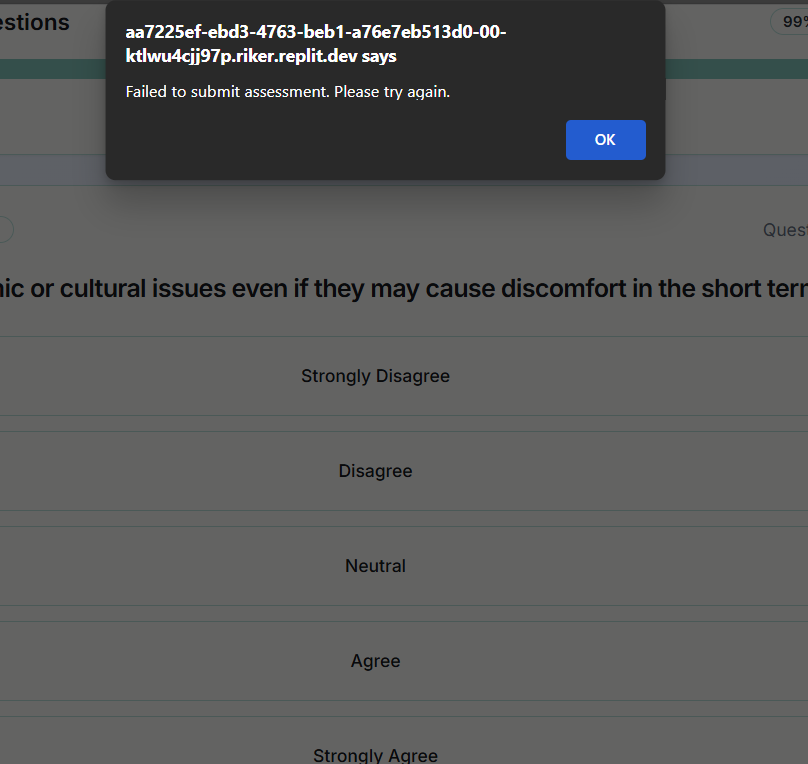 estions
99%
aa7225ef-ebd3-4763-beb1-a76e7eb513d0-00-
ktlwu4cjj97p.riker.replit.dev says
Failed to submit assessment. Please try again.
OK
Quest
ic or cultural issues even if they may cause discomfort in the short term
Strongly Disagree
Disagree
Neutral
Agree
Strongly Agree